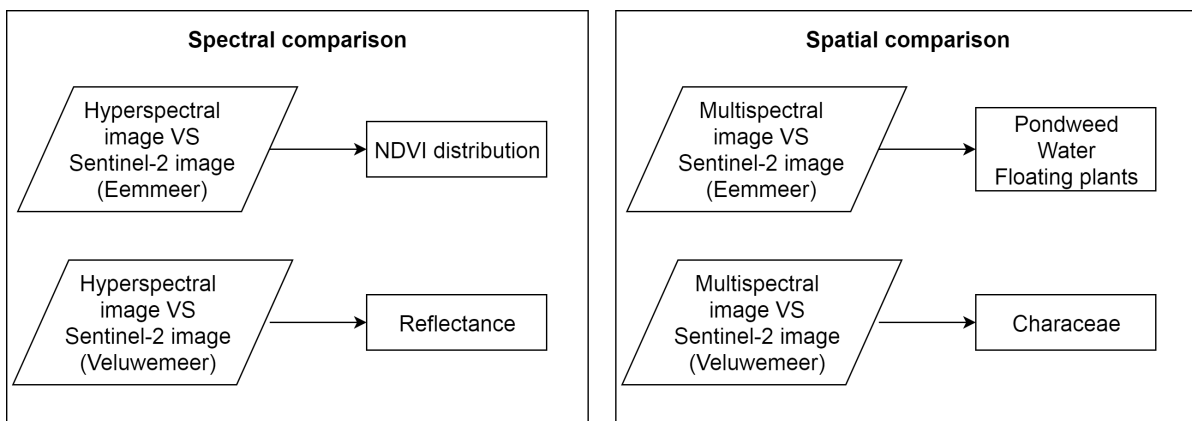 Spectral comparison
Hyperspectral
image VS
Sentinel-2 image
(Eemmeer)
NDVI distribution
Hyperspectral
image VS
Sentinel-2 image
(Veluwemeer)
Reflectance
Spatial comparison
Multispectral
image VS
Sentinel-2 image
(Eemmeer)
Pondweed
Water
Floating plants
Multispectral
image VS
Sentinel-2 image
(Veluwemeer)
Characeae